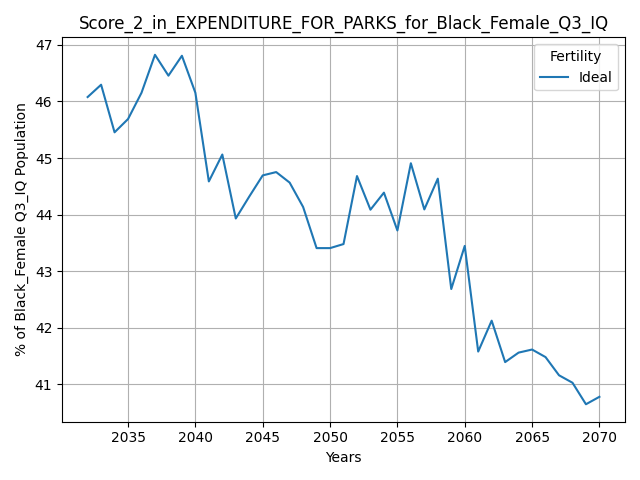 Score_2_in_EXPENDITURE_FOR_PARKS_for_Black_Female_Q3_IQ
Fertility
Ideal
% of Black_Female Q3_IQ Population
47
46
45
44
43
42
41
2035 2040 2045 2050 2055 2060 2065 2070
Years